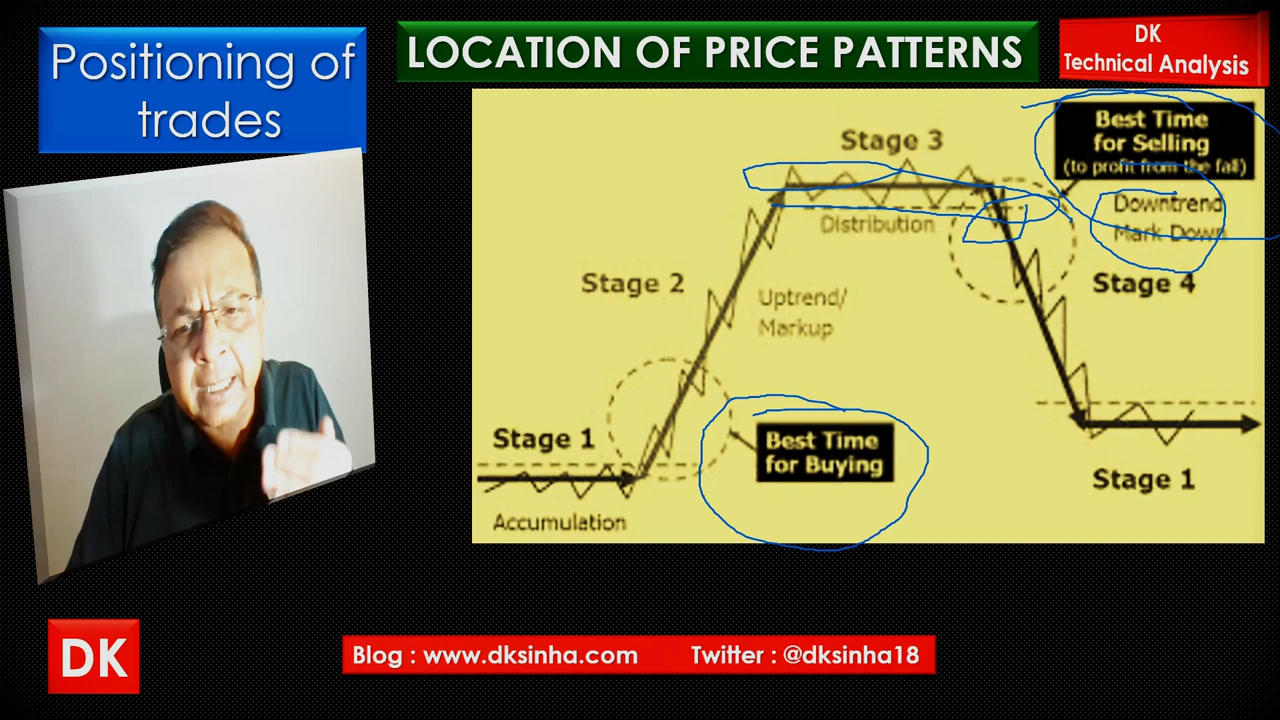 Positioning of
trades
LOCATION OF PRICE PATTERNS
DK
Technical Analysis
Stage 3
Best Time
for Selling
(to profit from the fall)
Distribution
Downtrend
Mark Down
Stage 2
Uptrend/
Markup
Stage 4
Stage 1
Best Time
for Buying
Accumulation
Stage 1
DK
Blog : www.dksinha.com Twitter : @dksinha18